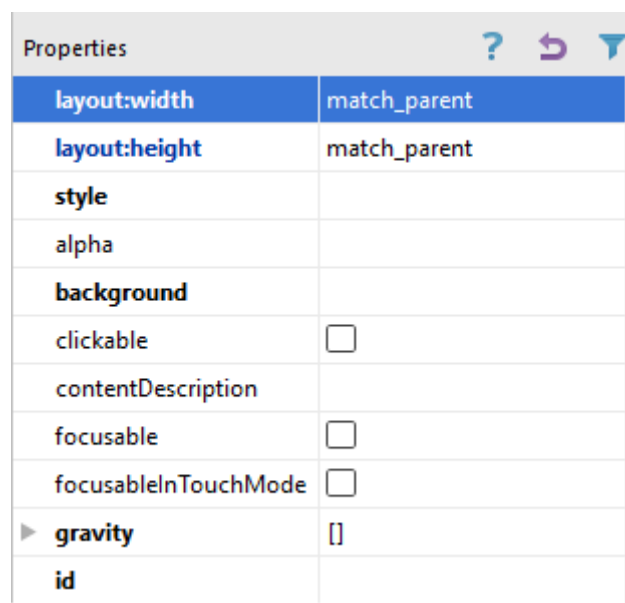 Properties ?
layout:width match_parent
layout:height match_parent
style
alpha
background
clickable
contentDescription
focusable
focusableInTouchMode
gravity []
id